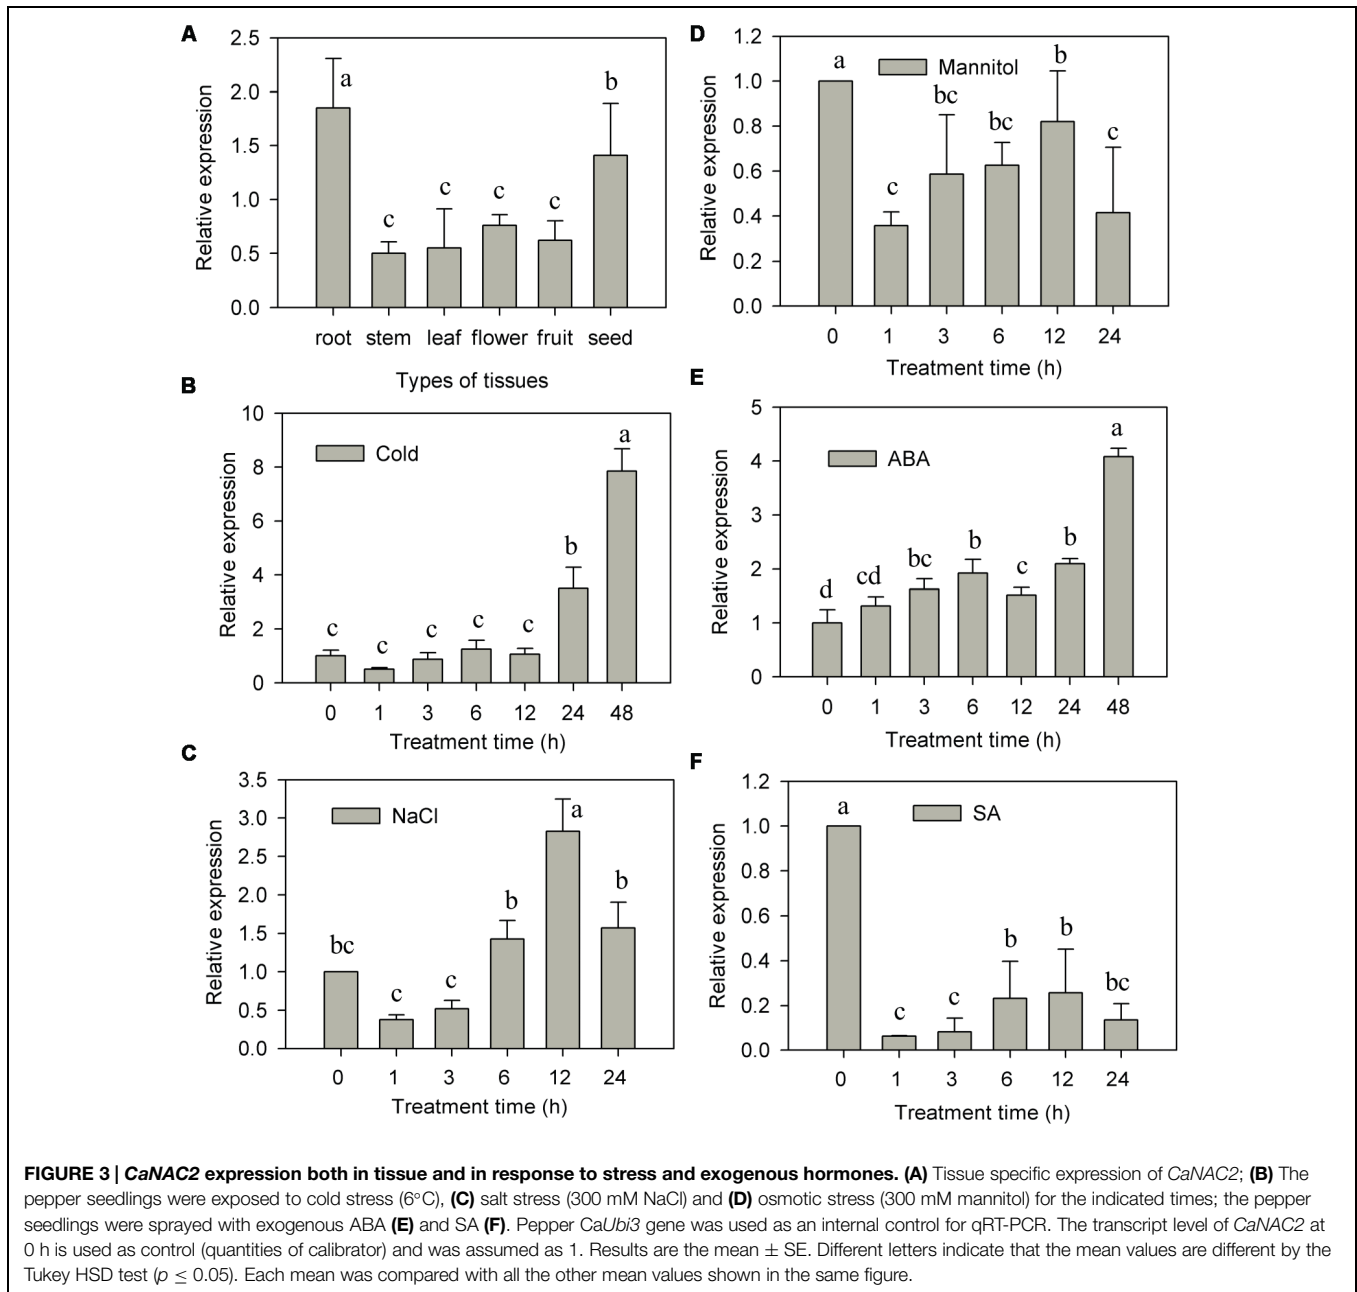 A
2.5
2.0
1.5
1.0
0.5
0.0
Relative expression
a
c
c
c
c
b
root stem leaf flower fruit seed
Types of tissues
B
10
8
6
4
2
0
Relative expression
Cold
c
c
c
c
c
b
a
0 1 3 6 12 24 48
Treatment time (h)
C
3.5
3.0
2.5
2.0
1.5
1.0
0.5
0.0
Relative expression
NaCl
bc
c
c
b
a
b
0 1 3 6 12 24
Treatment time (h)
D
1.2
1.0
0.8
0.6
0.4
0.2
0.0
Relative expression
Mannitol
a
c
bc
bc
b
c
0 1 3 6 12 24
Treatment time (h)
E
5
4
3
2
1
0
Relative expression
ABA
d
cd
bc
b
c
b
a
0 1 3 6 12 24 48
Treatment time (h)
F
1.2
1.0
0.8
0.6
0.4
0.2
0.0
Relative expression
SA
a
c
c
b
b
bc
0 1 3 6 12 24
Treatment time (h)
FIGURE 3 | CaNAC2 expression both in tissue and in response to stress and exogenous hormones. (A) Tissue specific expression of CaNAC2; (B) The
pepper seedlings were exposed to cold stress (6°C), (C) salt stress (300 mM NaCl) and (D) osmotic stress (300 mM mannitol) for the indicated times; the pepper
seedlings were sprayed with exogenous ABA (E) and SA (F). Pepper CaUbi3 gene was used as an internal control for qRT-PCR. The transcript level of CaNAC2 at
0 h is used as control (quantities of calibrator) and was assumed as 1. Results are the mean ± SE. Different letters indicate that the mean values are different by the
Tukey HSD test (p ≤ 0.05). Each mean was compared with all the other mean values shown in the same figure.